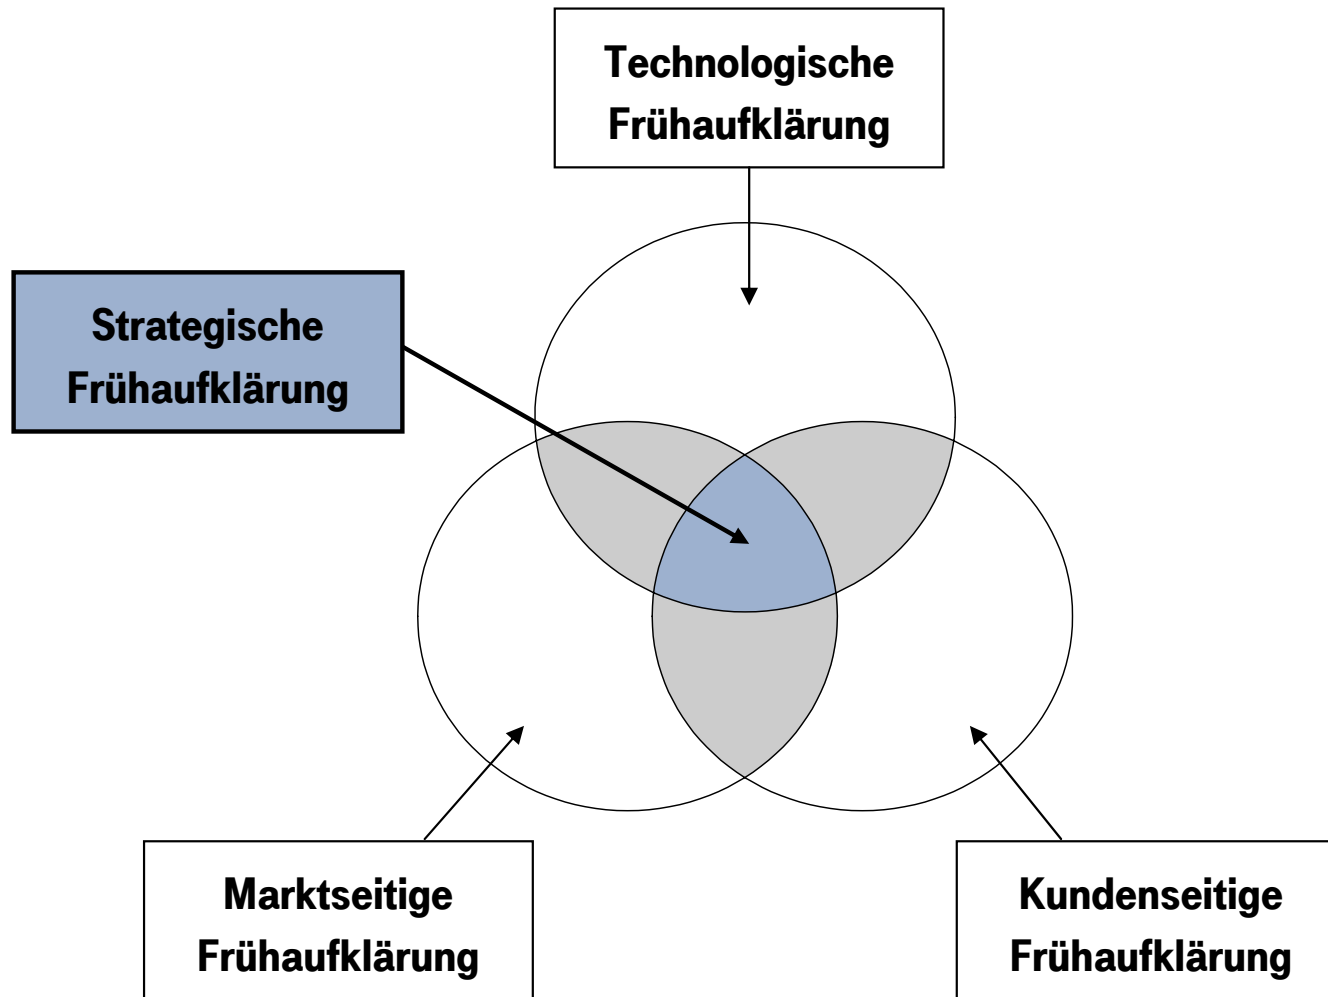 Technologische
Frühaufklärung
Strategische
Frühaufklärung
Marktseitige
Frühaufklärung
Kundenseitige
Frühaufklärung